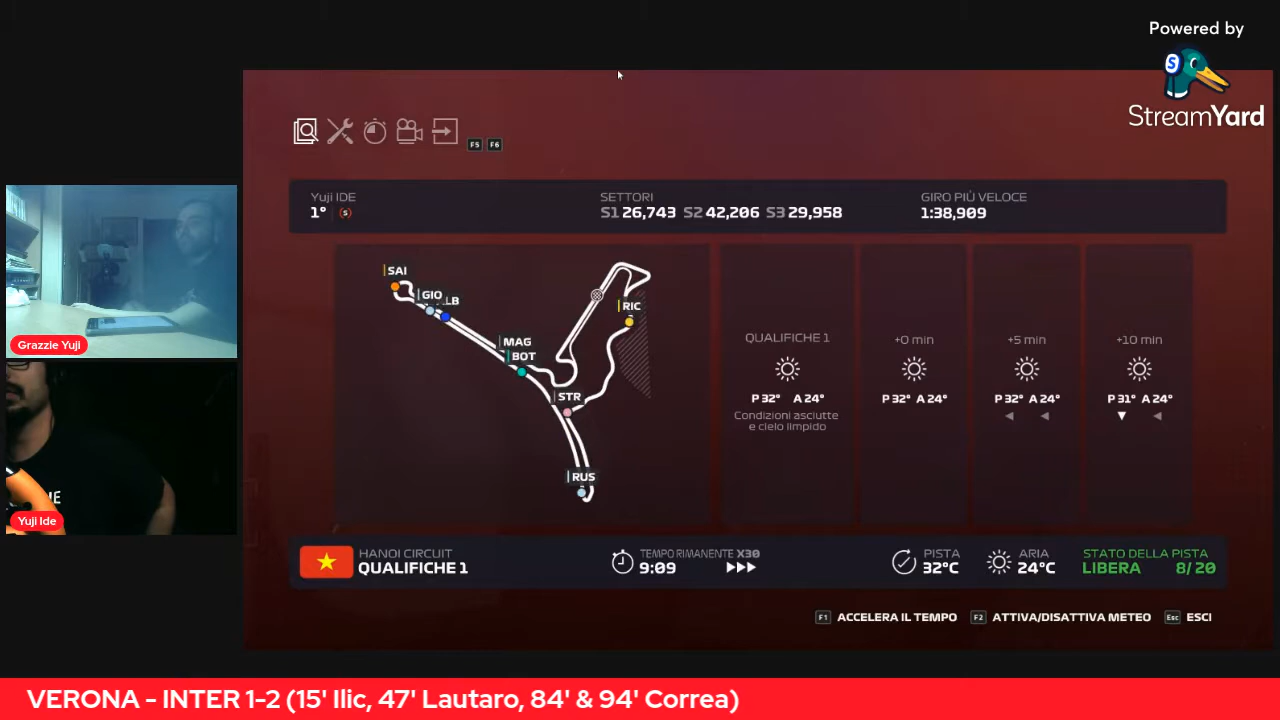 Powered by
StreamYard
F5 F6
Yuji IDE
1° S
SETTORI
S1 26,743 S2 42,206 S3 29,958
GIRO PIÙ VELOCE
1:38,909
SAI
GIO
LB
RIC
MAG
BOT
STR
RUS
QUALIFICHE 1
P 32° A 24°
Condizioni asciutte
e cielo limpido
+0 min
P 32° A 24°
+5 min
P 32° A 24°
+10 min
P 31° A 24°
HANOI CIRCUIT
QUALIFICHE 1
TEMPO RIMANENTE X30
9:09
PISTA
32°C
ARIA
24°C
STATO DELLA PISTA
LIBERA 8/20
F1 ACCELERA IL TEMPO F2 ATTIVA/DISATTIVA METEO Esc ESCI
Grazzie Yuji
Yuji Ide
VERONA - INTER 1-2 (15' Ilic, 47' Lautaro, 84' & 94' Correa)